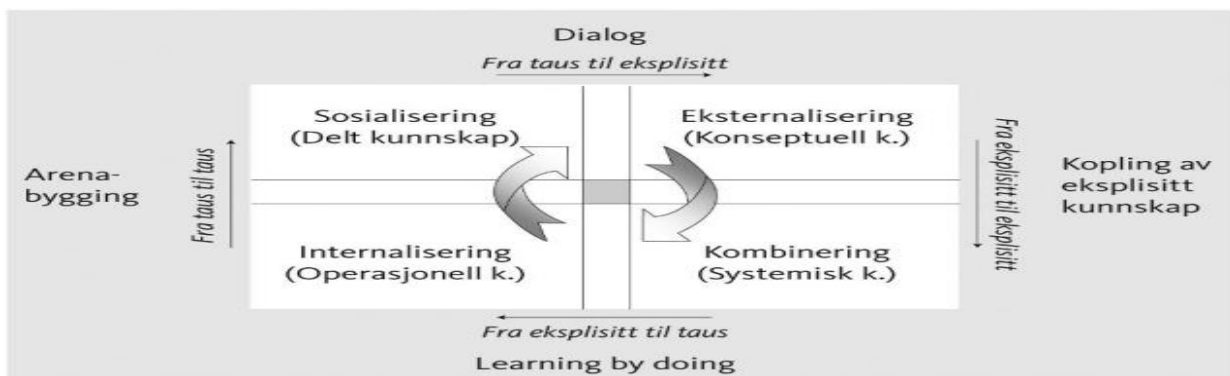 Dialog
Fra taus til eksplisitt
Sosialisering
(Delt kunnskap)
Eksternalisering
(Konseptuell k.)
Arena-
bygging
Fra taus til taus
Fra eksplisitt til eksplisitt
Kopling av
eksplisitt
kunnskap
Internalisering
(Operasjonell k.)
Kombinering
(Systemisk k.)
Fra eksplisitt til taus
Learning by doing